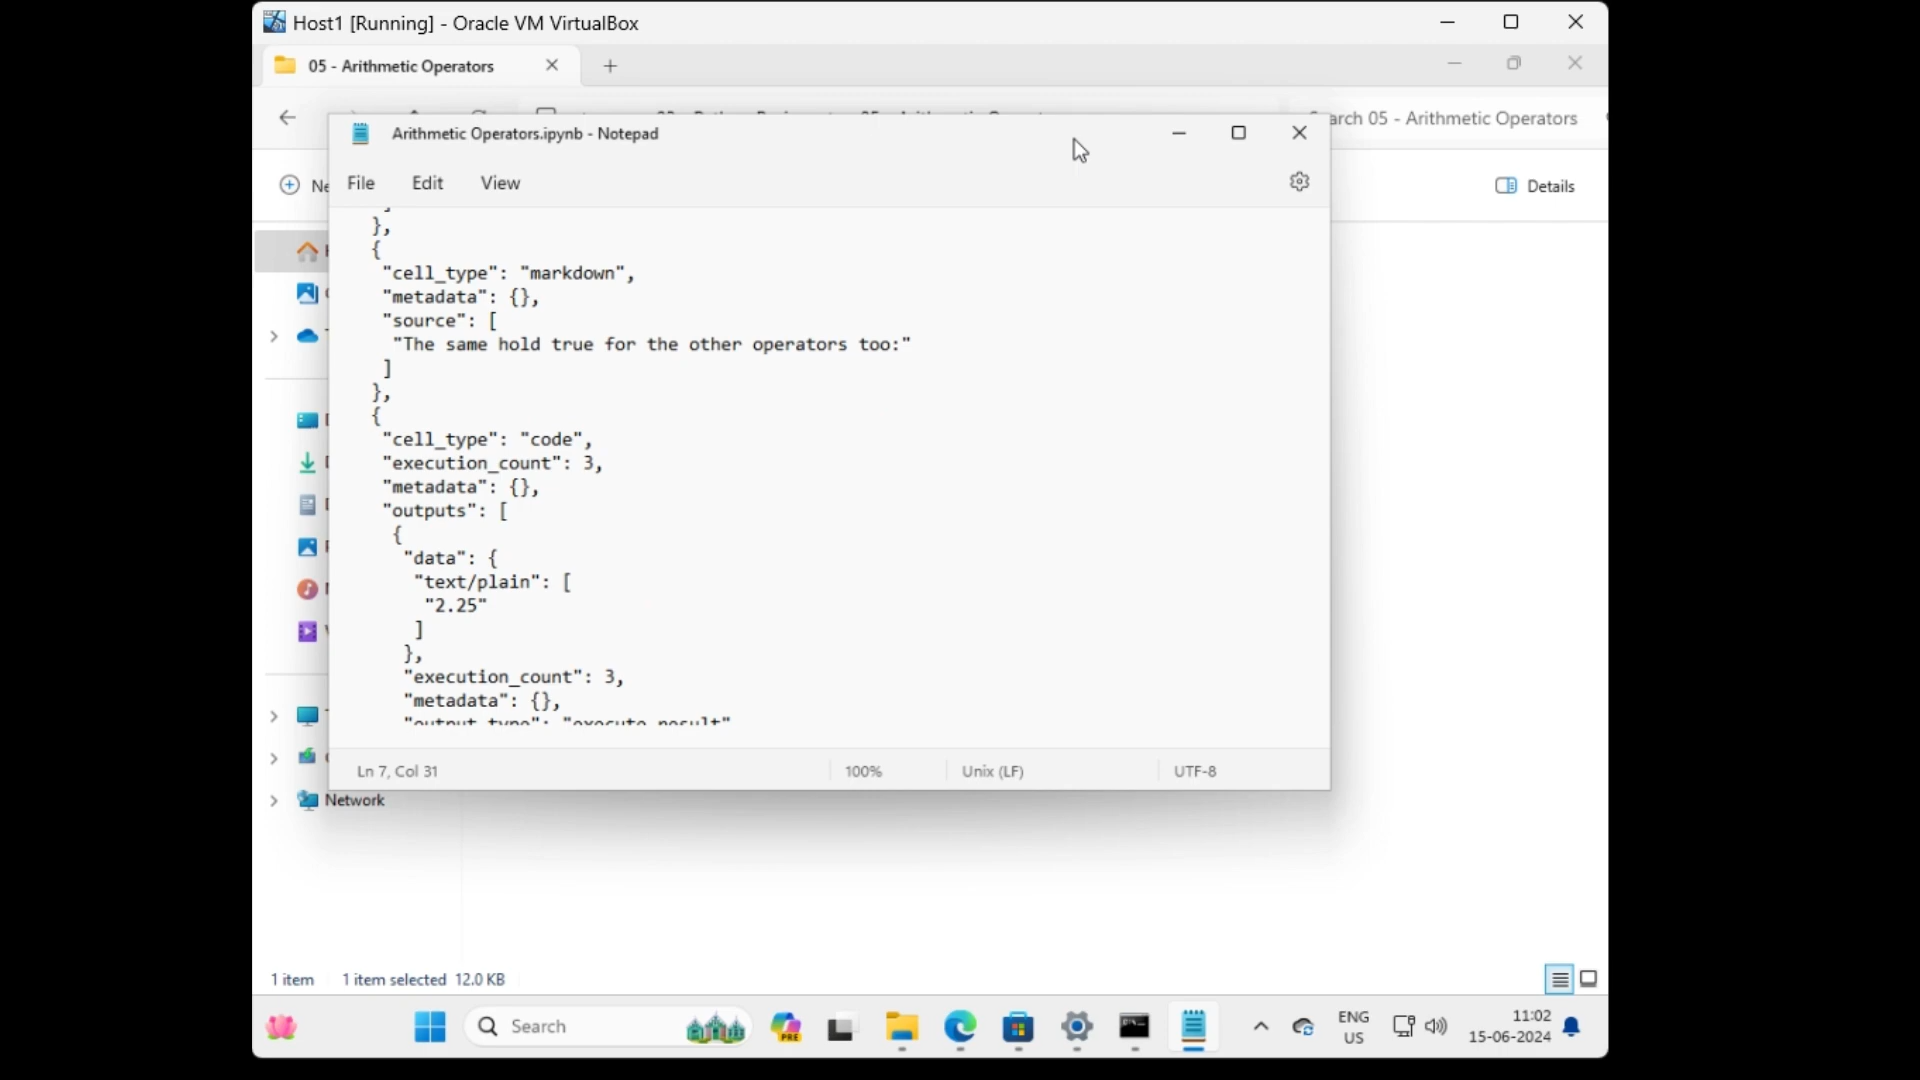 Host1 [Running] - Oracle VM VirtualBox
05 - Arithmetic Operators
arch 05 - Arithmetic Operators
Arithmetic Operators.ipynb - Notepad
File Edit View
Details
]
},
{
"cell_type": "markdown",
"metadata": {},
"source": [
"The same hold true for the other operators too:"
]
},
{
"cell_type": "code",
"execution_count": 3,
"metadata": {},
"outputs": [
{
"data": {
"text/plain": [
"2.25"
]
},
"execution_count": 3,
"metadata": {},
"output_type": "execute_result"
Ln 7, Col 31 100% Unix (LF) UTF-8
Network
1 item 1 item selected 12.0 KB
Search
PRE
ENG
US
11:02
15-06-2024